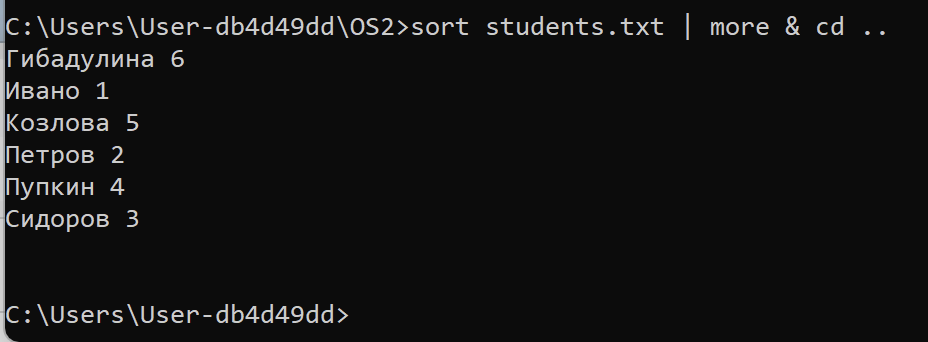 C:\Users\User-db4d49dd\OS2>sort students.txt | more & cd ..
Гибадулина 6
Ивано 1
Козлова 5
Петров 2
Пупкин 4
Сидоров 3
C:\Users\User-db4d49dd>